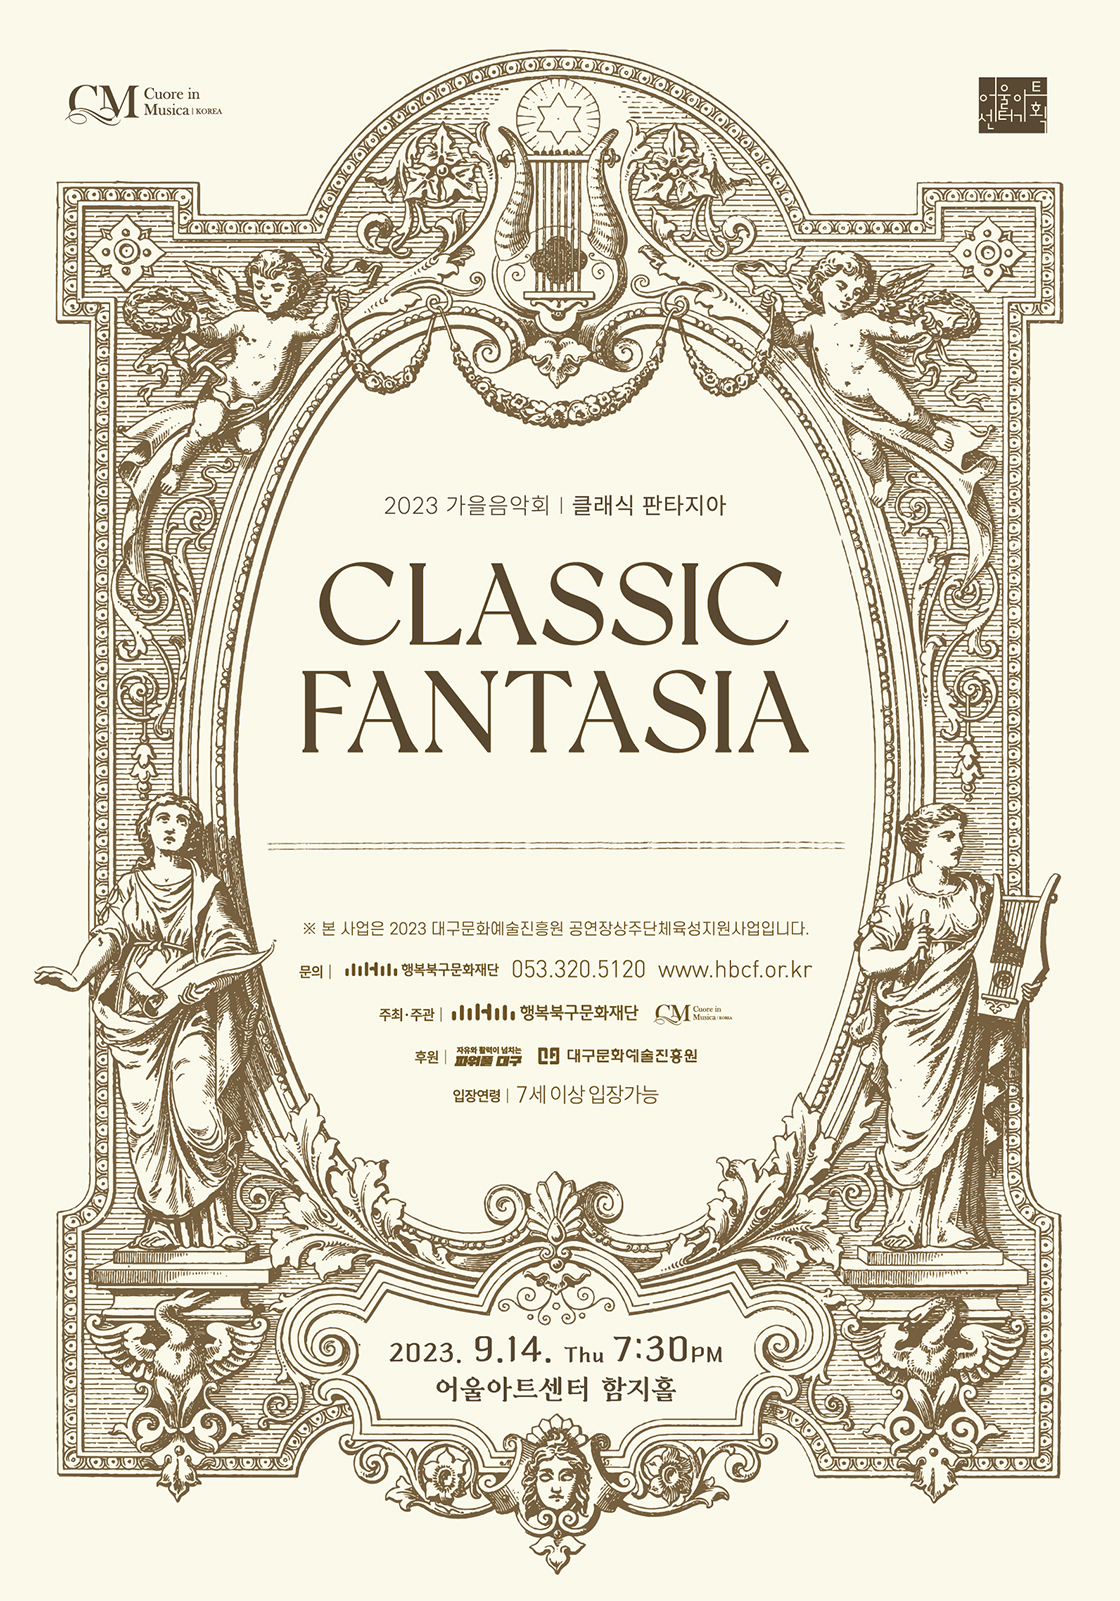 CM Cuore in
Musica | KOREA
어울아트
센터기획
2023 가을음악회 | 클래식 판타지아
CLASSIC
FANTASIA
※ 본 사업은 2023 대구문화예술진흥원 공연장상주단체육성지원사업입니다.
문의 | 행복북구문화재단 053.320.5120 www.hbcf.or.kr
주최·주관 | 행복북구문화재단 CM Cuore in Musica | KOREA
후원 | 자유와 활력이 넘치는 파워풀 대구 대구문화예술진흥원
입장연령 | 7세 이상 입장가능
2023. 9.14. Thu 7:30PM
어울아트센터 함지홀